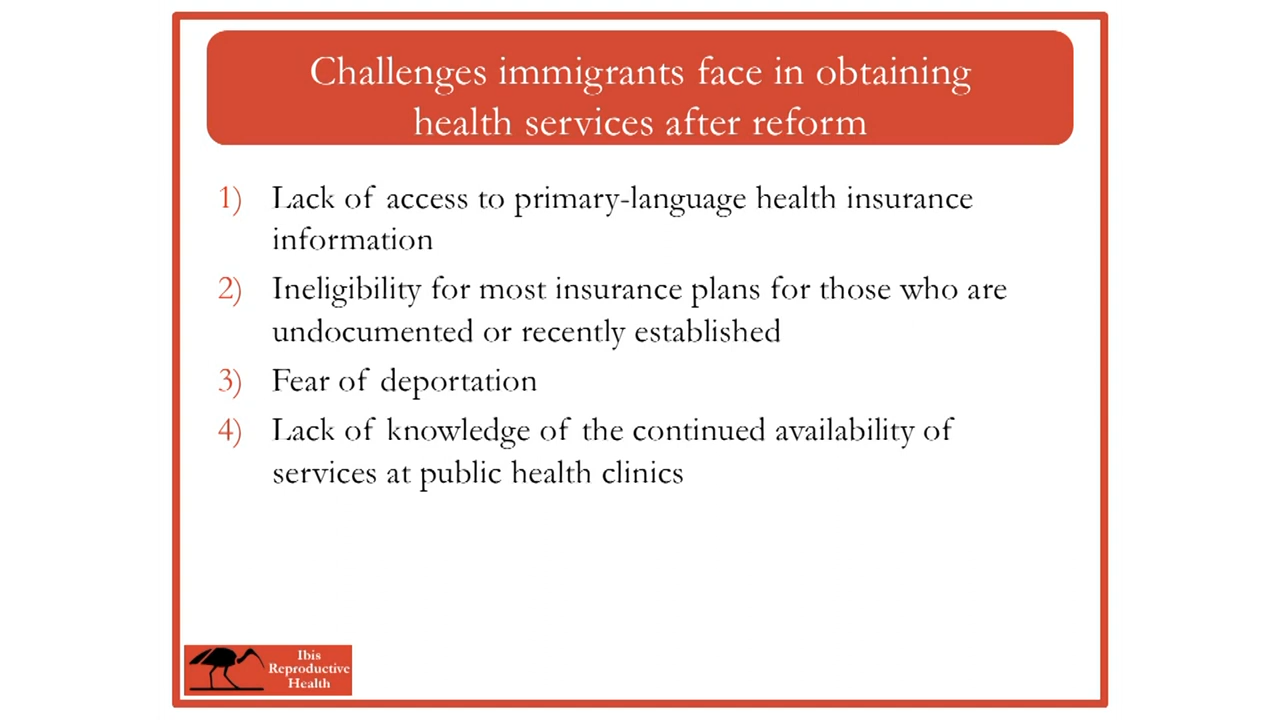 Challenges immigrants face in obtaining
health services after reform
1) Lack of access to primary-language health insurance
information
2) Ineligibility for most insurance plans for those who are
undocumented or recently established
3) Fear of deportation
4) Lack of knowledge of the continued availability of
services at public health clinics
Ibis
Reproductive
Health